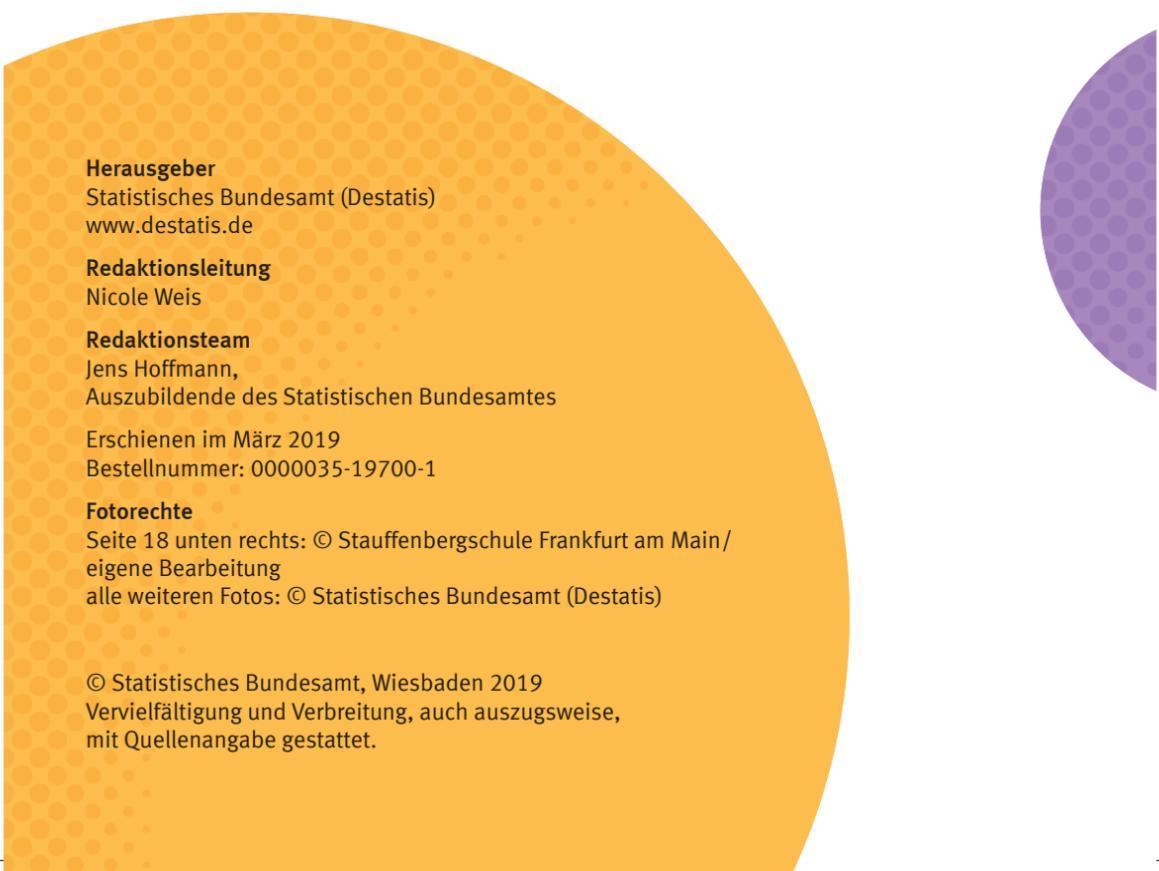 Herausgeber
Statistisches Bundesamt (Destatis)
www.destatis.de
Redaktionsleitung
Nicole Weis
Redaktionsteam
Jens Hoffmann,
Auszubildende des Statistischen Bundesamtes
Erschienen im März 2019
Bestellnummer: 0000035-19700-1
Fotorechte
Seite 18 unten rechts: © Stauffenbergschule Frankfurt am Main/
eigene Bearbeitung
alle weiteren Fotos: © Statistisches Bundesamt (Destatis)
© Statistisches Bundesamt, Wiesbaden 2019
Vervielfältigung und Verbreitung, auch auszugsweise,
mit Quellenangabe gestattet.